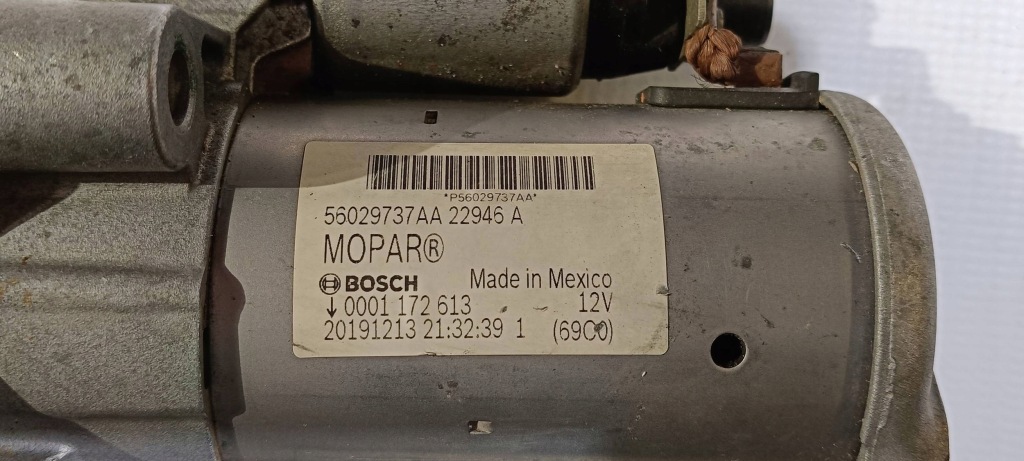 *P56029737AA*
56029737AA 22946 A
MOPAR®
BOSCH Made in Mexico
↓ 0001 172 613 12V
20191213 21:32:39 1 (69C0)